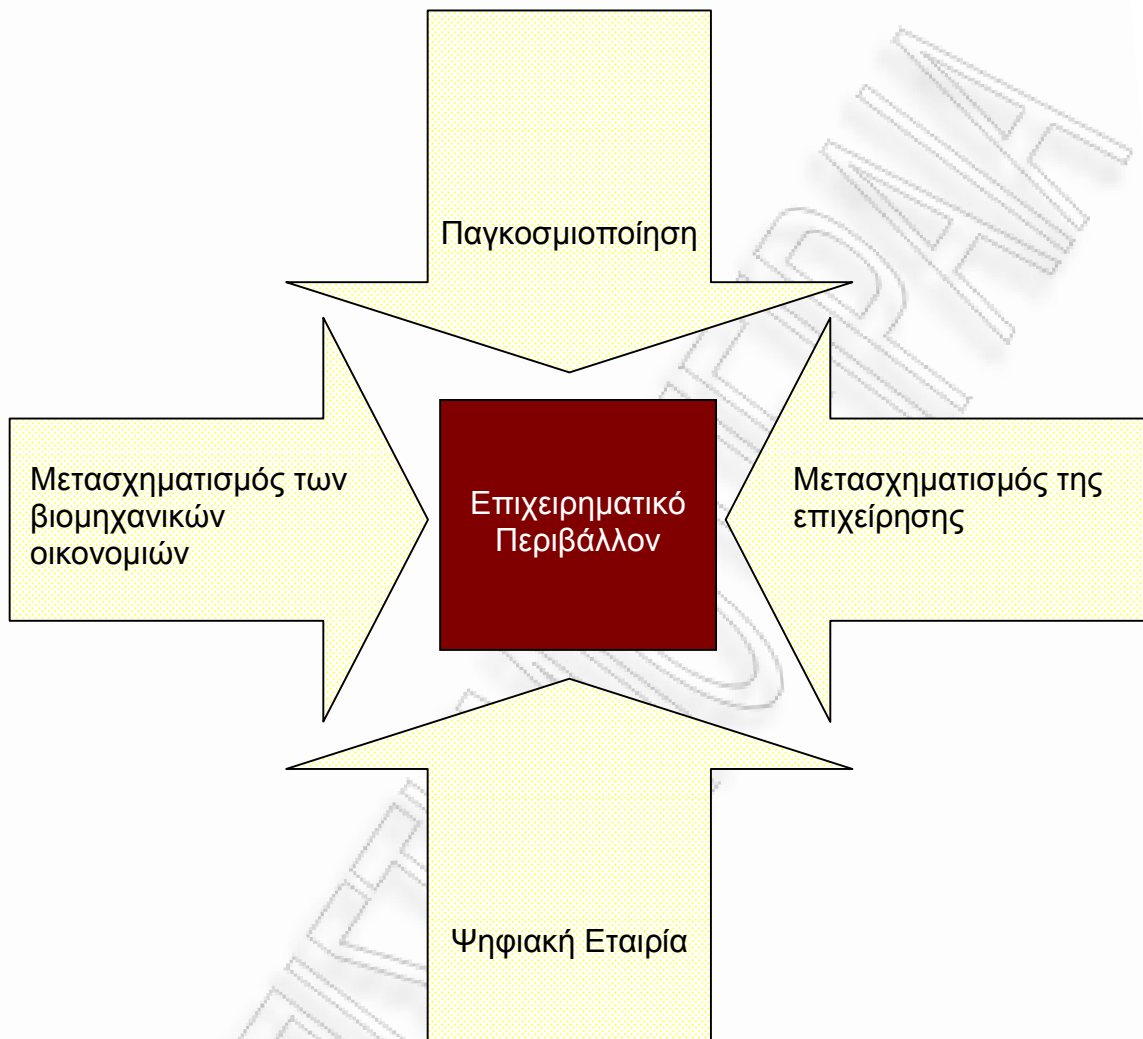 Παγκοσμιοποίηση
Μετασχηματισμός των
βιομηχανικών
οικονομιών
Επιχειρηματικό
Περιβάλλον
Μετασχηματισμός της
επιχείρησης
Ψηφιακή Εταιρία